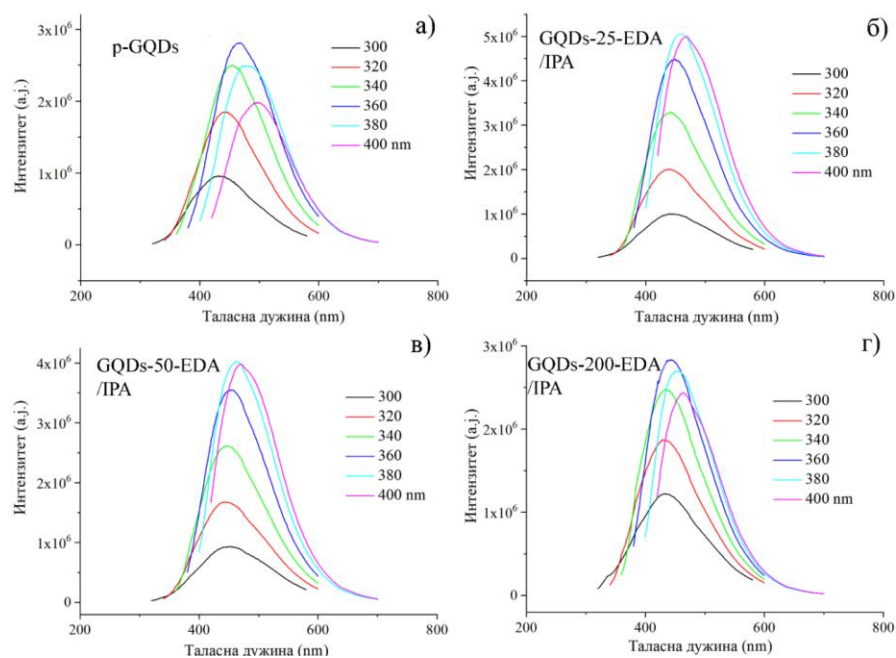 а)
p-GQDs
300
320
340
360
380
400 nm
3x10⁶
2x10⁶
1x10⁶
0
Интензитет (a.j.)
200
400
600
800
Таласна дужина (nm)
б)
GQDs-25-EDA
/IPA
300
320
340
360
380
400 nm
5x10⁶
4x10⁶
3x10⁶
2x10⁶
1x10⁶
0
Интензитет (a.j.)
200
400
600
800
Таласна дужина (nm)
в)
GQDs-50-EDA
/IPA
300
320
340
360
380
400 nm
4x10⁶
3x10⁶
2x10⁶
1x10⁶
0
Интензитет (a.j.)
200
400
600
800
Таласна дужина (nm)
г)
GQDs-200-EDA
/IPA
300
320
340
360
380
400 nm
3x10⁶
2x10⁶
1x10⁶
0
Интензитет (a.j.)
200
400
600
800
Таласна дужина (nm)